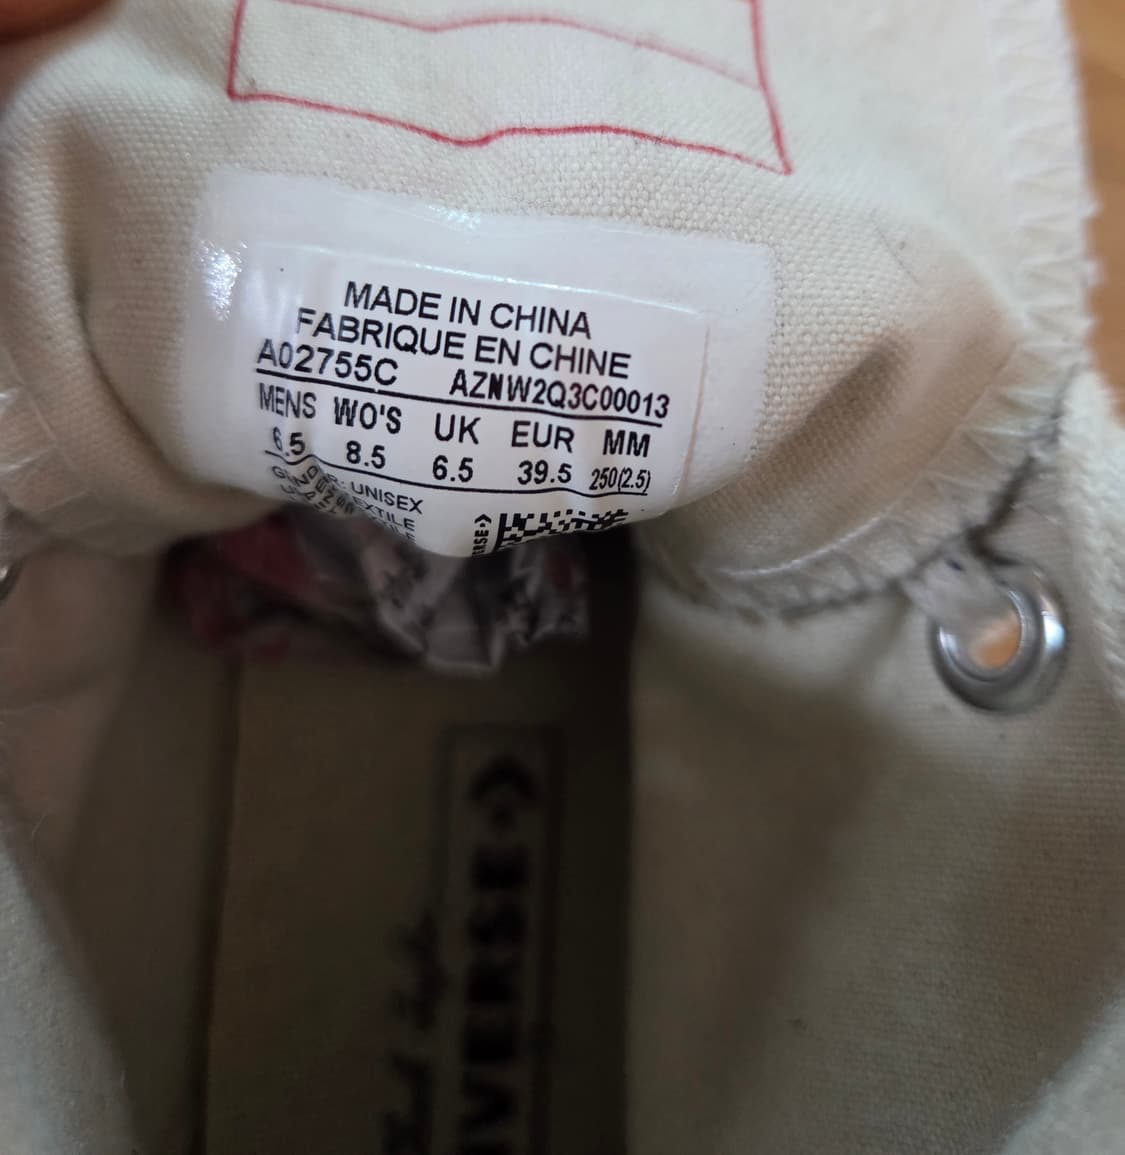 MADE IN CHINA
FABRIQUE EN CHINE
A02755C AZNW2Q3C00013
MENS WO'S UK EUR MM
6.5 8.5 6.5 39.5 250(2.5)
UNISEX